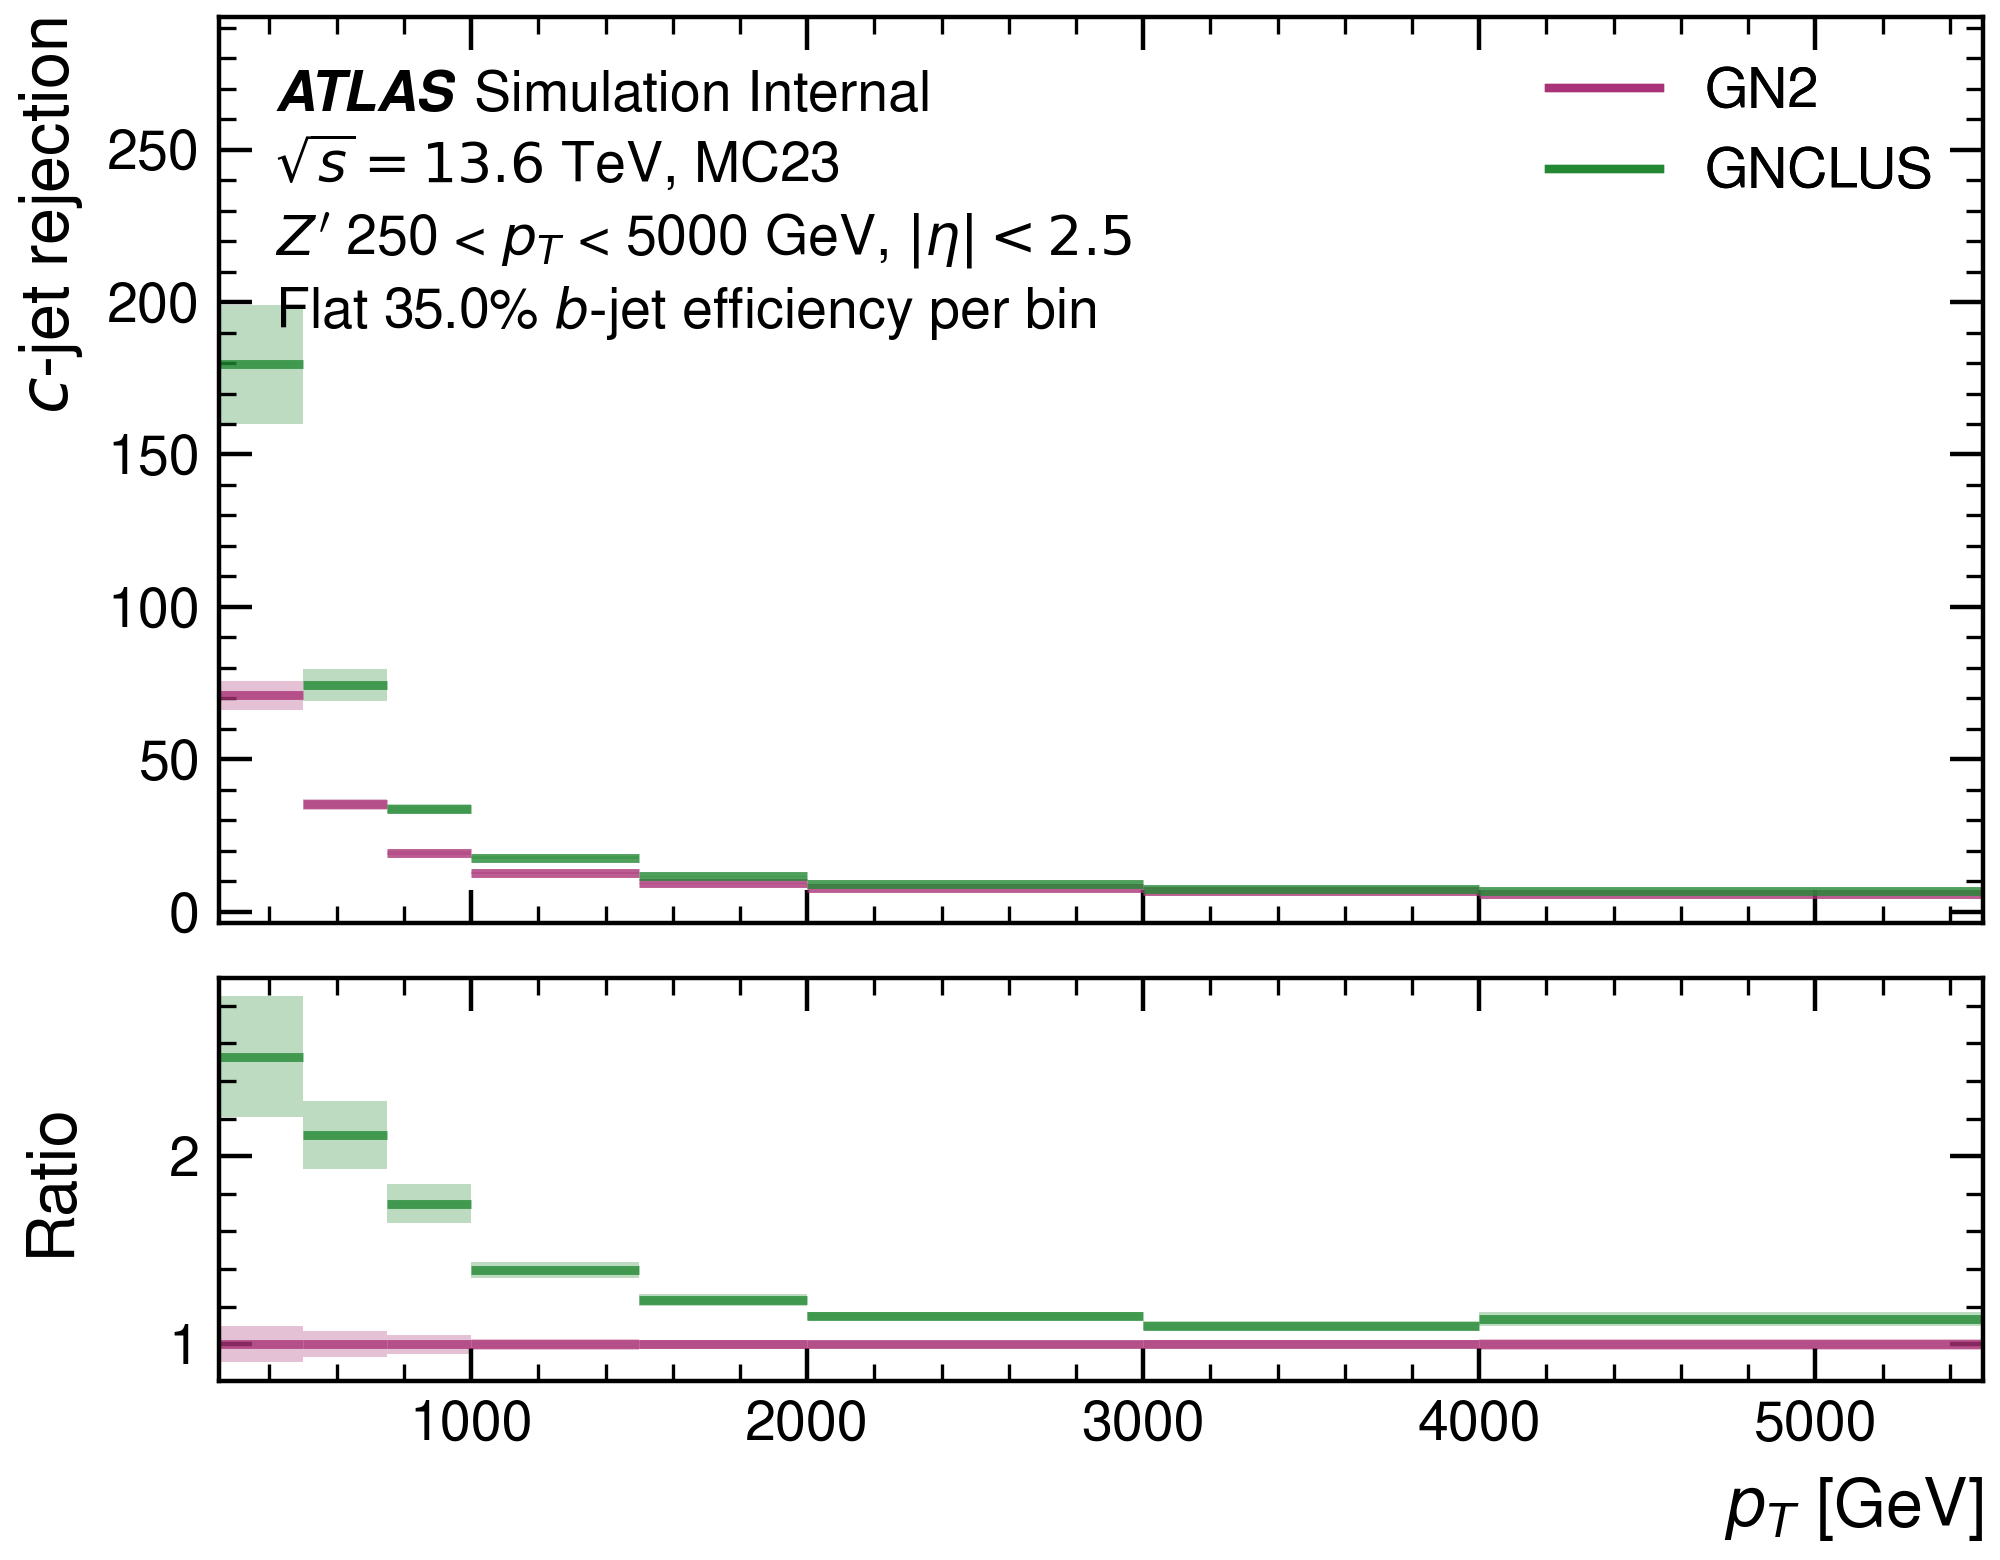 c-jet rejection
250
200
150
100
50
0
ATLAS Simulation Internal
√s = 13.6 TeV, MC23
Z′ 250 < p_T < 5000 GeV, |η| < 2.5
Flat 35.0% b-jet efficiency per bin
GN2
GNCLUS
Ratio
2
1
1000 2000 3000 4000 5000
p_T [GeV]